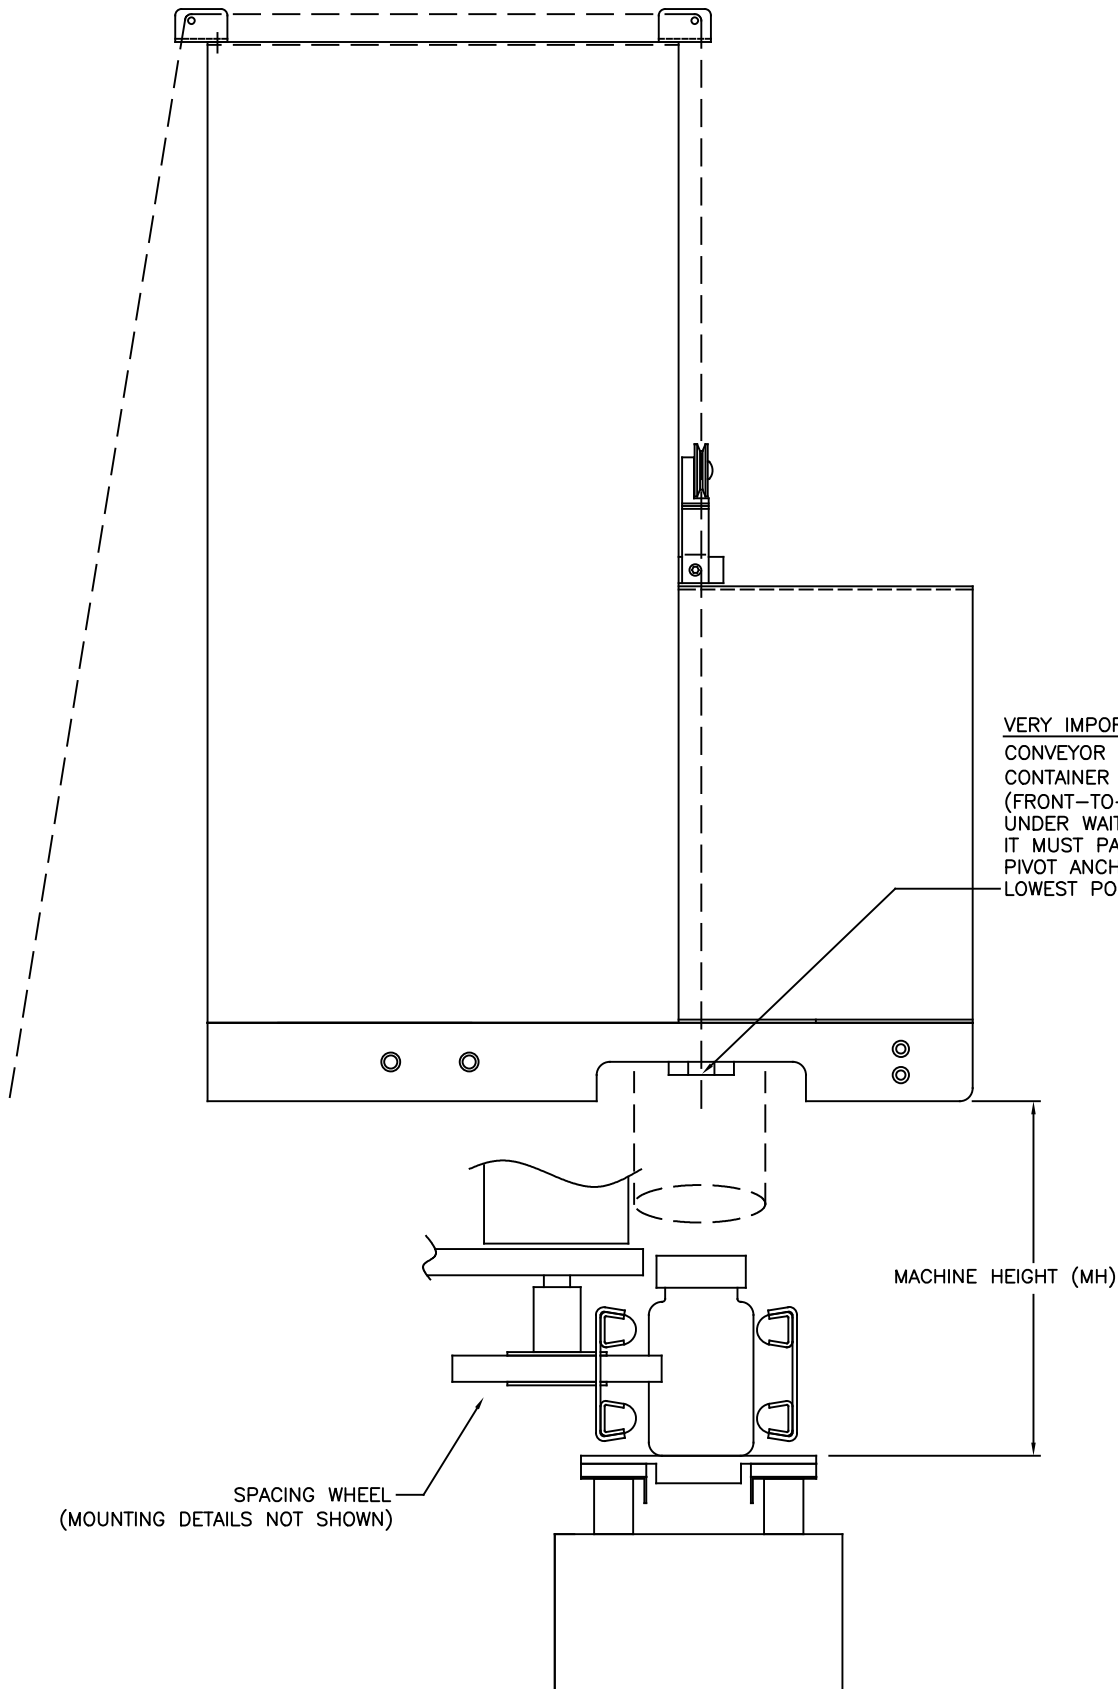 VERY IMPOR
CONVEYOR
CONTAINER
(FRONT-TO-
UNDER WAIT
IT MUST PA
PIVOT ANCH
LOWEST PO
MACHINE HEIGHT (MH)
SPACING WHEEL
(MOUNTING DETAILS NOT SHOWN)